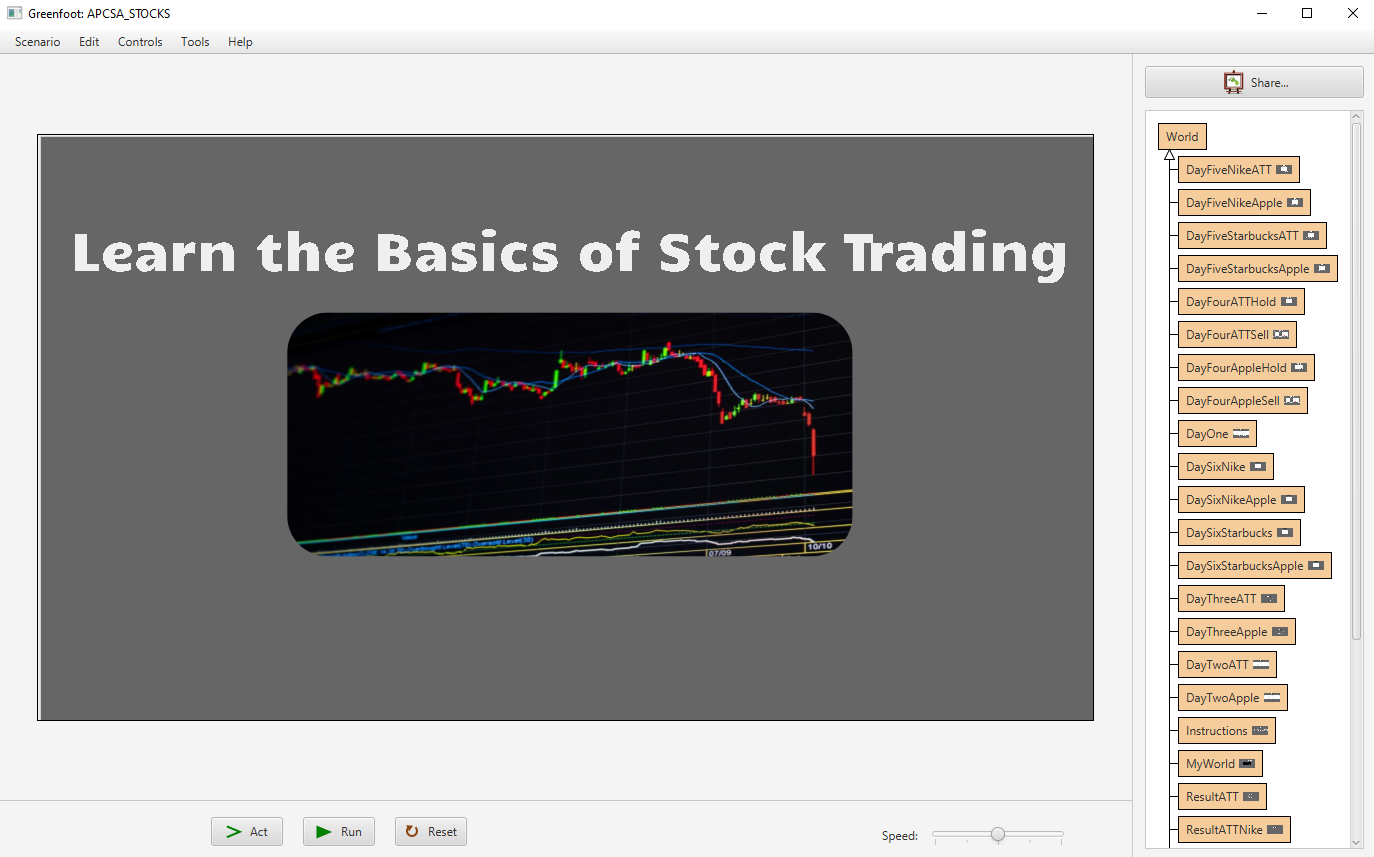 Greenfoot: APCSA_STOCKS
Scenario Edit Controls Tools Help
Share...
World
DayFiveNikeATT
DayFiveNikeApple
DayFiveStarbucksATT
DayFiveStarbucksApple
DayFourATTHold
DayFourATTSell
DayFourAppleHold
DayFourAppleSell
DayOne
DaySixNike
DaySixNikeApple
DaySixStarbucks
DaySixStarbucksApple
DayThreeATT
DayThreeApple
DayTwoATT
DayTwoApple
Instructions
MyWorld
ResultATT
ResultATTNike
Learn the Basics of Stock Trading
07/09
10/10
Act Run Reset Speed: